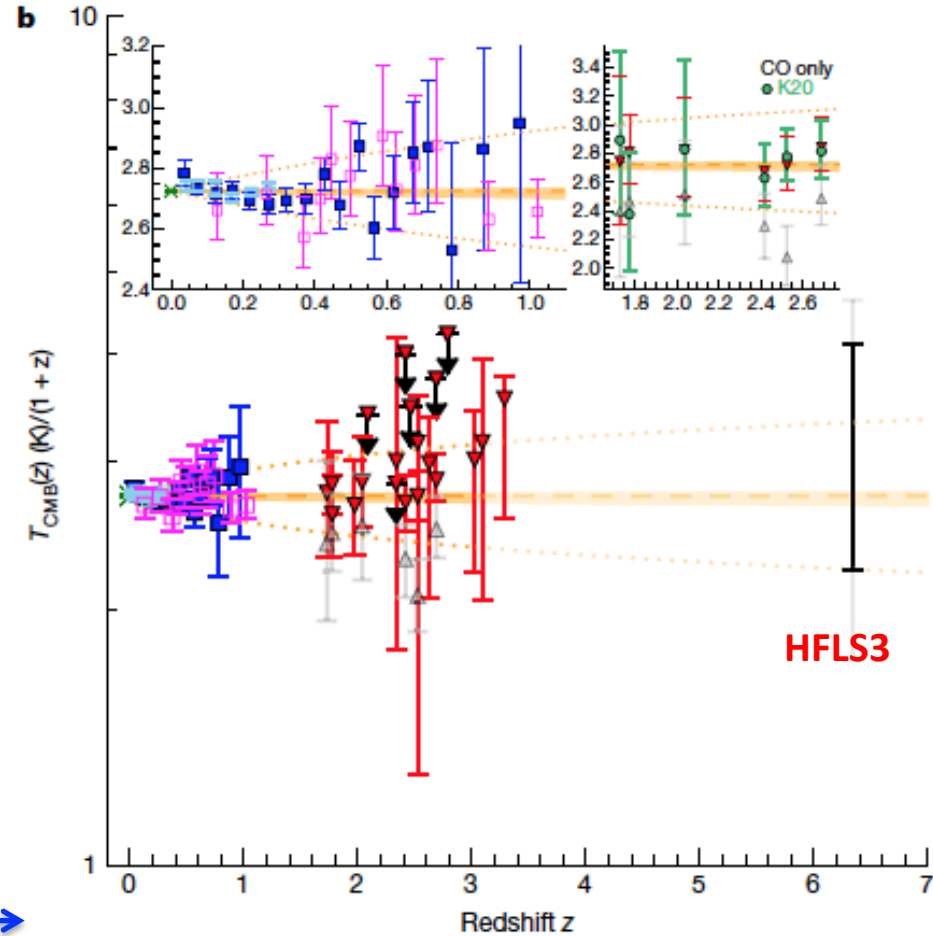 b
10
3.2
3.0
2.8
2.6
2.4
0.0 0.2 0.4 0.6 0.8 1.0
3.4
3.2
3.0
2.8
2.6
2.4
2.2
2.0
1.8 2.0 2.2 2.4 2.6
CO only
K20
T_CMB(z) (K)/(1 + z)
HFLS3
1
0 1 2 3 4 5 6 7
Redshift z